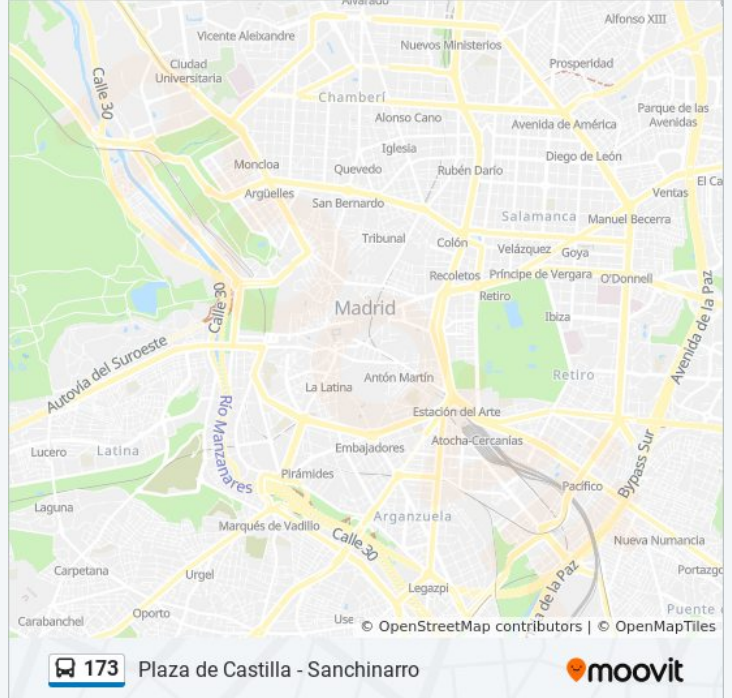 Alvarado
Alfonso XIII
Vicente Aleixandre
Nuevos Ministerios
Ciudad
Universitaria
Prosperidad
Calle 30
Chamberí
Parque de las
Avenidas
Alonso Cano
Avenida de América
Iglesia
Diego de León
Moncloa
Quevedo
Rubén Darío
El Ca
Argüelles
Ventas
San Bernardo
Salamanca
Manuel Becerra
Tribunal
Colón
Velázquez
Goya
Recoletos
Príncipe de Vergara
O'Donnell
Calle 30
Madrid
Retiro
Ibiza
Avenida de la Paz
Autovía del Suroeste
Antón Martín
Retiro
La Latina
Estación del Arte
Río Manzanares
Atocha-Cercanías
Embajadores
Lucero
Latina
Bypass Sur
Pirámides
Pacífico
Laguna
Arganzuela
Marqués de Vadillo
Calle 30
Nueva Numancia
Carpetana
Urgel
Portazgo
a de la Paz
Legazpi
Oporto
Puente
Carabanchel
Use
© OpenStreetMap contributors | © OpenMapTiles
173 Plaza de Castilla - Sanchinarro
moovit